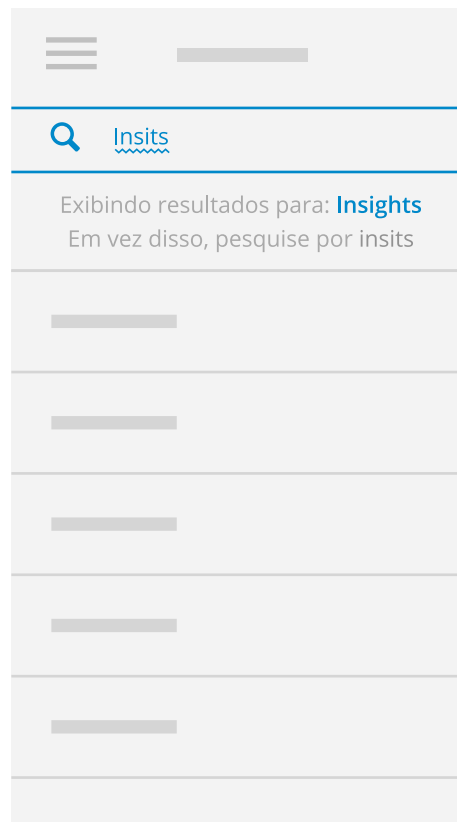 Insits
Exibindo resultados para: Insights
Em vez disso, pesquise por insits